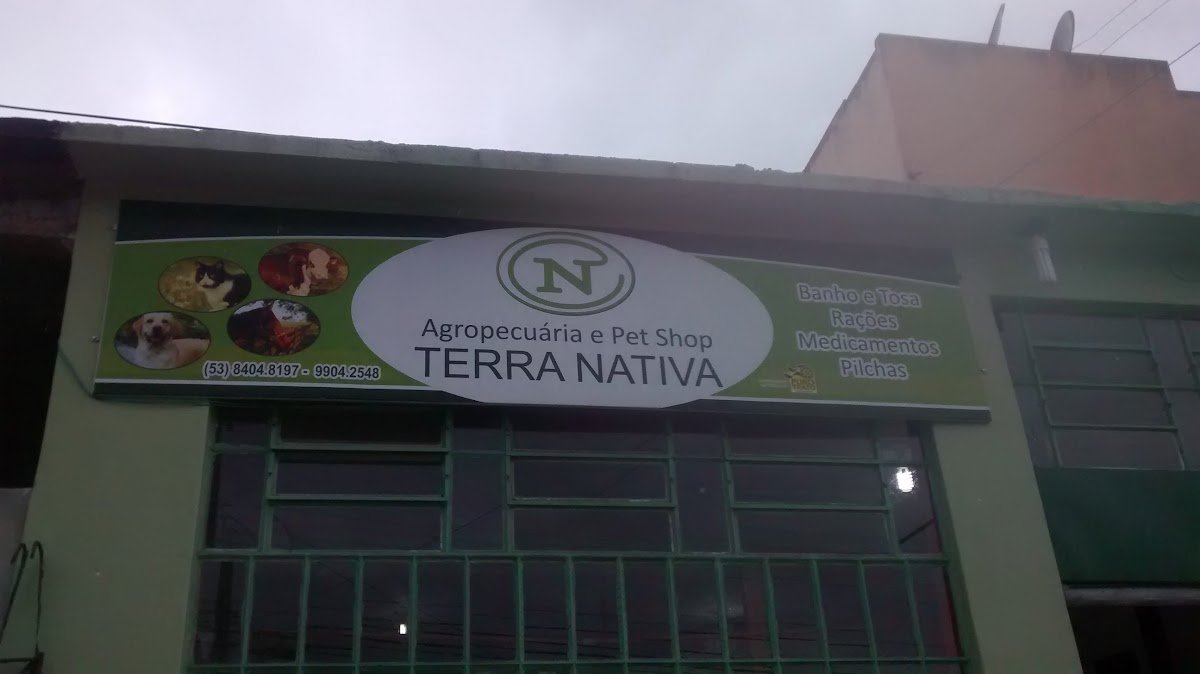 N
Agropecuária e Pet Shop
TERRA NATIVA
(53) 8404.8197 - 9904.2548
Banho e Tosa
Rações
Medicamentos
Pilchas